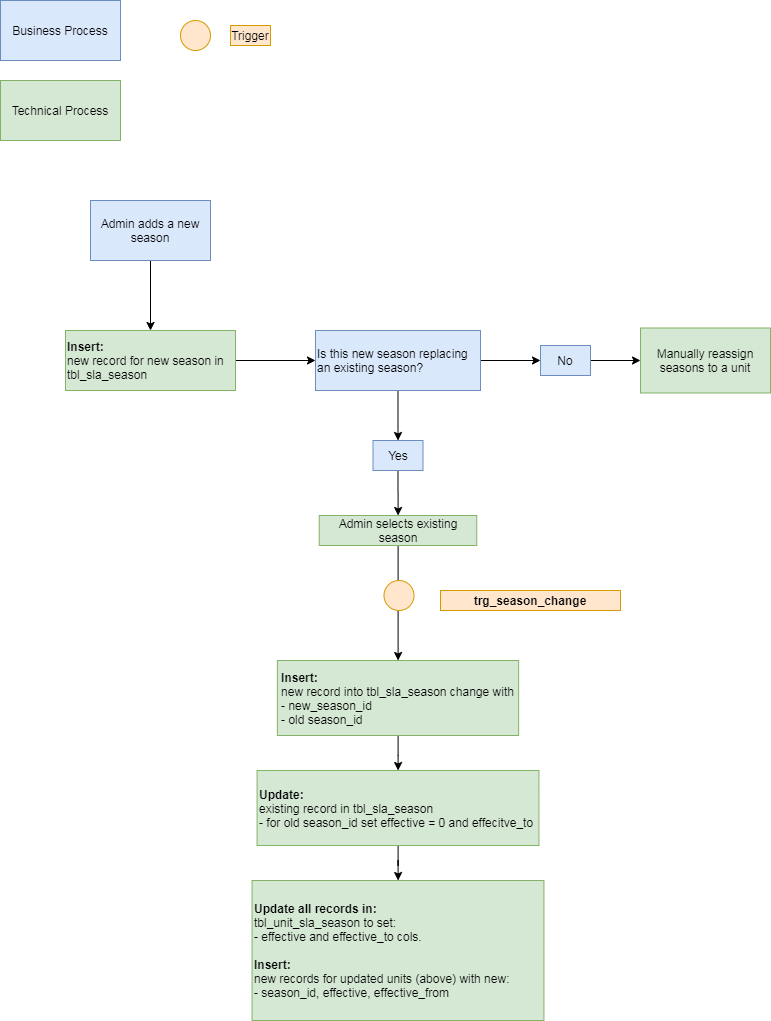 Business Process
Trigger
Technical Process
Admin adds a new
season
Insert:
new record for new season in
tbl_sla_season
Is this new season replacing
an existing season?
No
Manually reassign
seasons to a unit
Yes
Admin selects existing
season
trg_season_change
Insert:
new record into tbl_sla_season change with
- new_season_id
- old season_id
Update:
existing record in tbl_sla_season
- for old season_id set effective = 0 and effecitve_to
Update all records in:
tbl_unit_sla_season to set:
- effective and effective_to cols.
Insert:
new records for updated units (above) with new:
- season_id, effective, effective_from